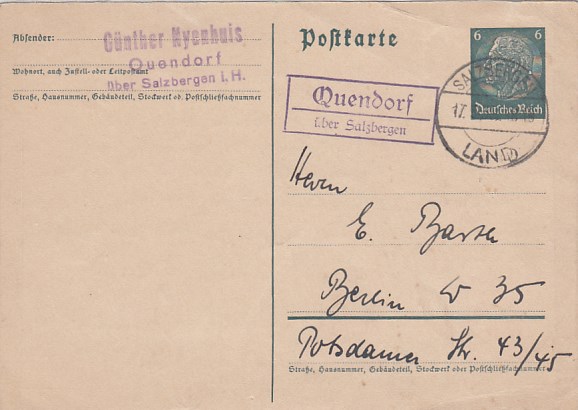 Absender:
Günther Nyenhuis
Quendorf
über Salzbergen i. H.
Wohnort, auch Zustell- oder Leitpostamt
Straße, Hausnummer, Gebäudeteil, Stockwerk od. Postschließfachnummer
Postkarte
6 6
Deutsches Reich
SALZBERGEN
17.
LAND
Quendorf
über Salzbergen
Herrn
E.
Berlin W 35
Potsdamer Str. 43/45
Straße, Hausnummer, Gebäudeteil, Stockwerk oder Postschließfachnummer